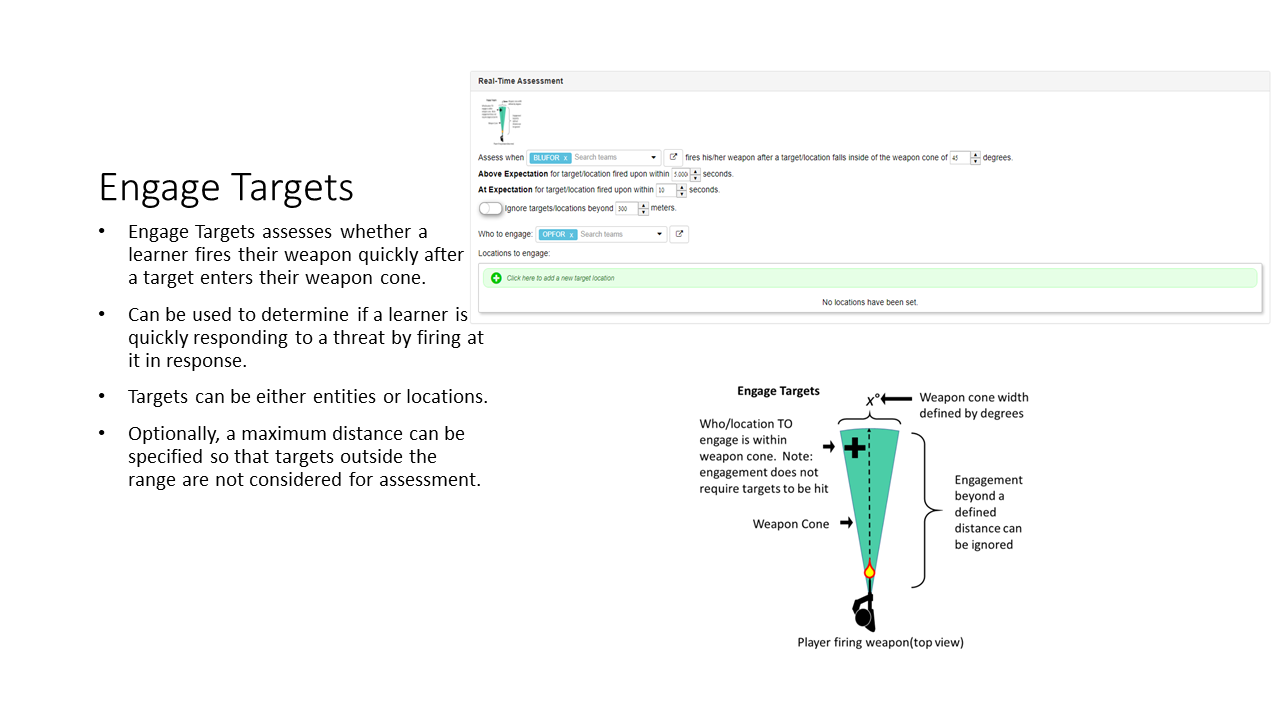 Engage Targets
• Engage Targets assesses whether a
learner fires their weapon quickly after
a target enters their weapon cone.
• Can be used to determine if a learner is
quickly responding to a threat by firing at
it in response.
• Targets can be either entities or locations.
• Optionally, a maximum distance can be
specified so that targets outside the
range are not considered for assessment.
Real-Time Assessment
Assess when BLUFOR x Search teams fires his/her weapon after a target/location falls inside of the weapon cone of 45 degrees.
Above Expectation for target/location fired upon within 5.000 seconds.
At Expectation for target/location fired upon within 10 seconds.
Ignore targets/locations beyond 300 meters.
Who to engage: OPFOR x Search teams
Locations to engage:
Click here to add a new target location
No locations have been set.
Engage Targets
x°
Weapon cone width
defined by degrees
Who/location TO
engage is within
weapon cone. Note:
engagement does not
require targets to be hit
Weapon Cone
Engagement
beyond a
defined
distance can
be ignored
Player firing weapon(top view)